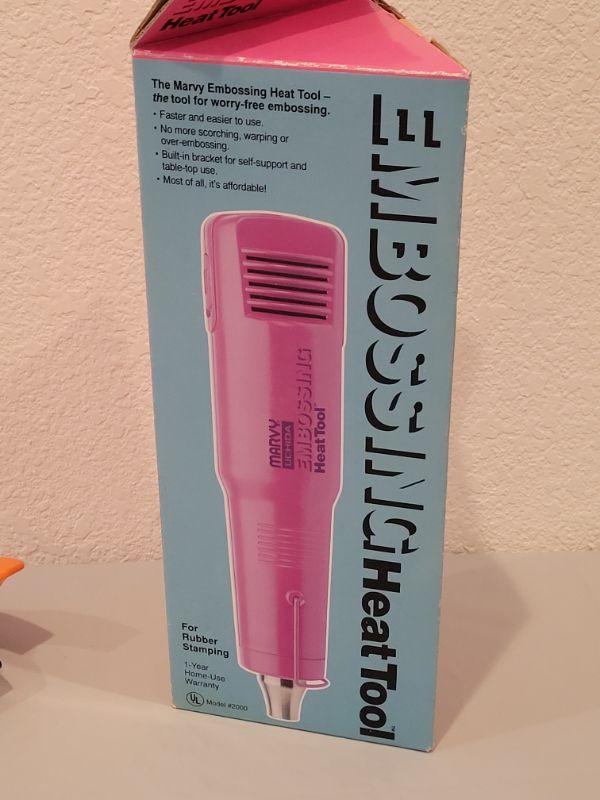 EMBOSSING
Heat Tool
The Marvy Embossing Heat Tool –
the tool for worry-free embossing.
• Faster and easier to use.
• No more scorching, warping or
over-embossing.
• Built-in bracket for self-support and
table-top use.
• Most of all, it's affordable!
EMBOSSING Heat Tool™
MARVY
UCHIDA
EMBOSSING
Heat Tool™
For
Rubber
Stamping
1-Year
Home-Use
Warranty
UL Model #2000